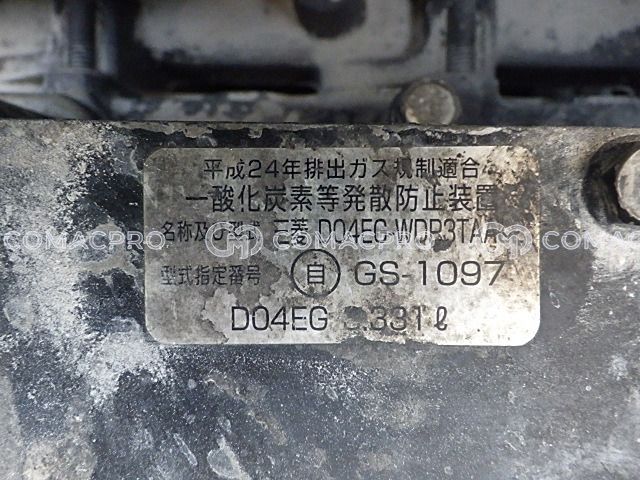 平成24年排出ガス規制適合
一酸化炭素等発散防止装置
名称及び型式 三菱 D04EG-WDP3TAA
型式指定番号 自 GS-1097
D04EG 3.331ℓ
COMACPRO